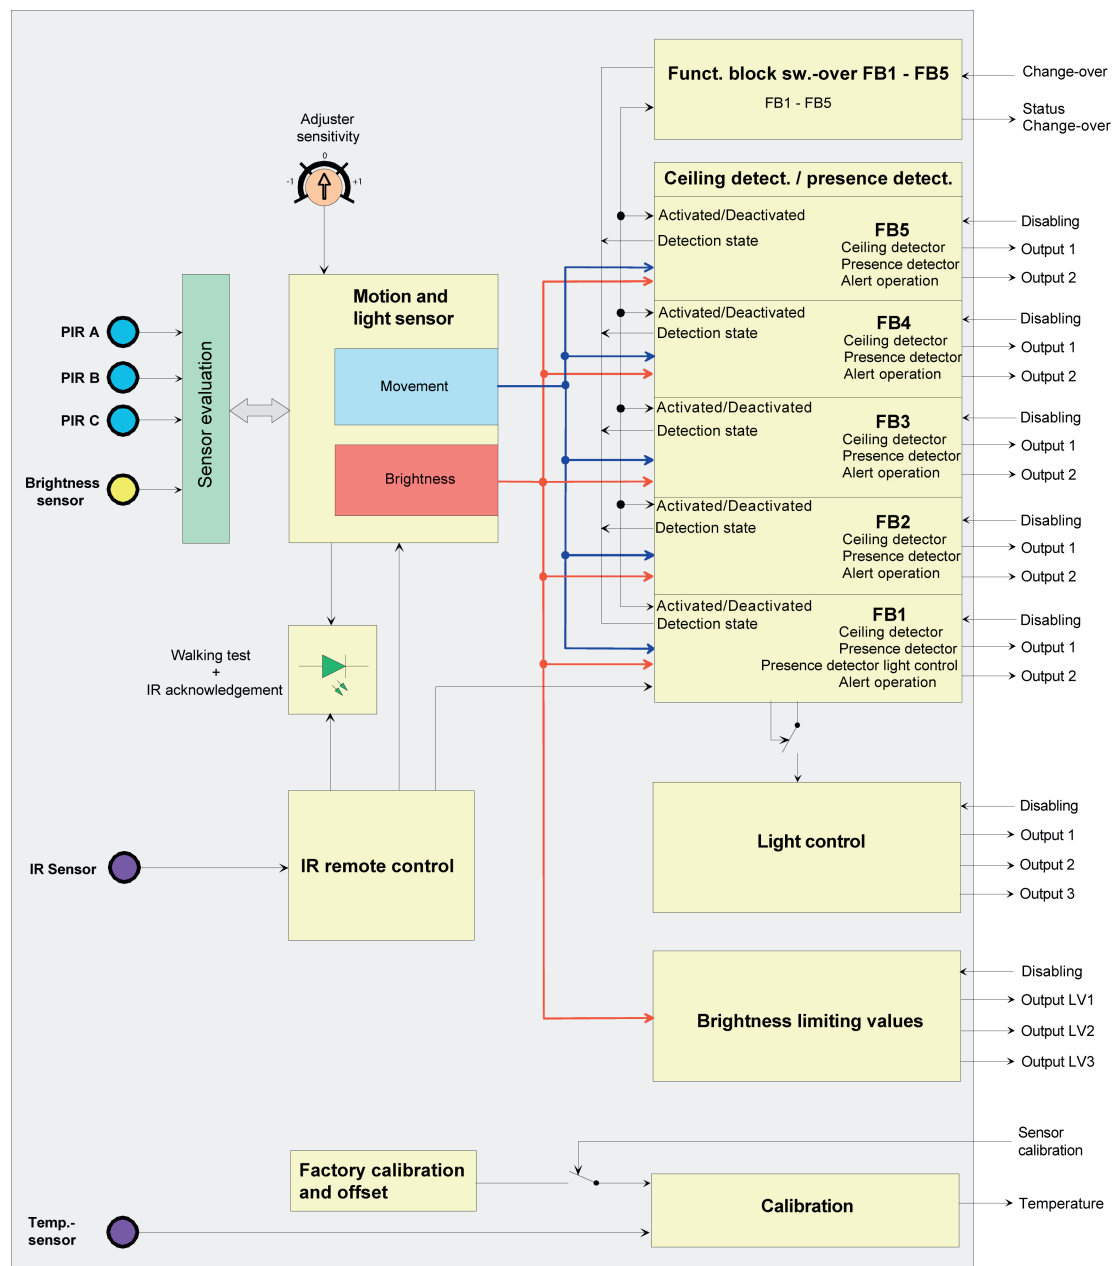 Funct. block sw.-over FB1 - FB5
FB1 - FB5
Change-over
Status
Change-over
Adjuster
sensitivity
0
-1
+1
Ceiling detect. / presence detect.
Activated/Deactivated
Detection state
FB5
Ceiling detector
Presence detector
Alert operation
Disabling
Output 1
Output 2
Activated/Deactivated
Detection state
FB4
Ceiling detector
Presence detector
Alert operation
Disabling
Output 1
Output 2
Activated/Deactivated
Detection state
FB3
Ceiling detector
Presence detector
Alert operation
Disabling
Output 1
Output 2
Activated/Deactivated
Detection state
FB2
Ceiling detector
Presence detector
Alert operation
Disabling
Output 1
Output 2
Activated/Deactivated
Detection state
FB1
Ceiling detector
Presence detector
Presence detector light control
Alert operation
Disabling
Output 1
Output 2
Motion and
light sensor
Movement
Brightness
PIR A
PIR B
PIR C
Brightness
sensor
Sensor evaluation
Walking test
+
IR acknowledgement
IR Sensor
IR remote control
Light control
Disabling
Output 1
Output 2
Output 3
Brightness limiting values
Disabling
Output LV1
Output LV2
Output LV3
Sensor
calibration
Factory calibration
and offset
Calibration
Temperature
Temp.-
sensor